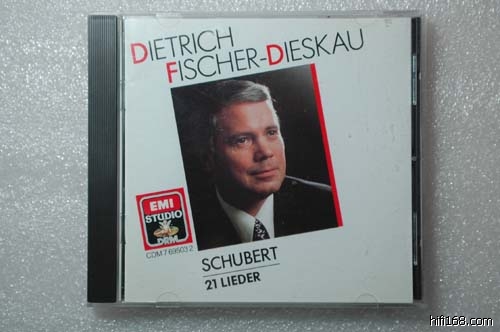 DIETRICH
FISCHER-DIESKAU
EMI
STUDIO
DRM
CDM 7 69503 2
SCHUBERT
21 LIEDER
hifi168.com